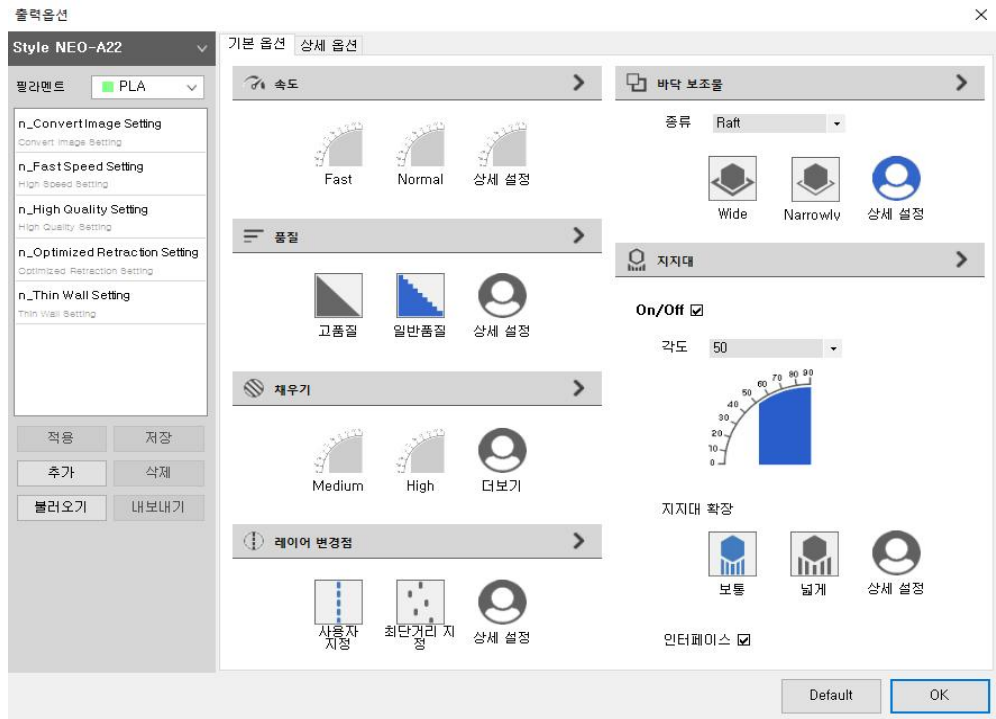 출력옵션
Style NEO-A22
필라멘트
PLA
n_ConvertImage Setting
Convert Image Setting
n_Fast Speed Setting
High Speed Setting
n_High Quality Setting
High Quality Setting
n_Optimized Retraction Setting
Optimized Retraction Setting
n_Thin Wall Setting
Thin Wall Setting
적용
저장
추가
삭제
불러오기
내보내기
기본 옵션
상세 옵션
속도
Fast
Normal
상세 설정
품질
고품질
일반품질
상세 설정
채우기
Medium
High
더보기
레이어 변경점
사용자
지정
최단거리 지
정
상세 설정
바닥 보조물
종류
Raft
Wide
Narrowly
상세 설정
지지대
On/Off
각도
50
0
10
20
30
40
50
60
70
80
90
지지대 확장
보통
넓게
상세 설정
인터페이스
Default
OK